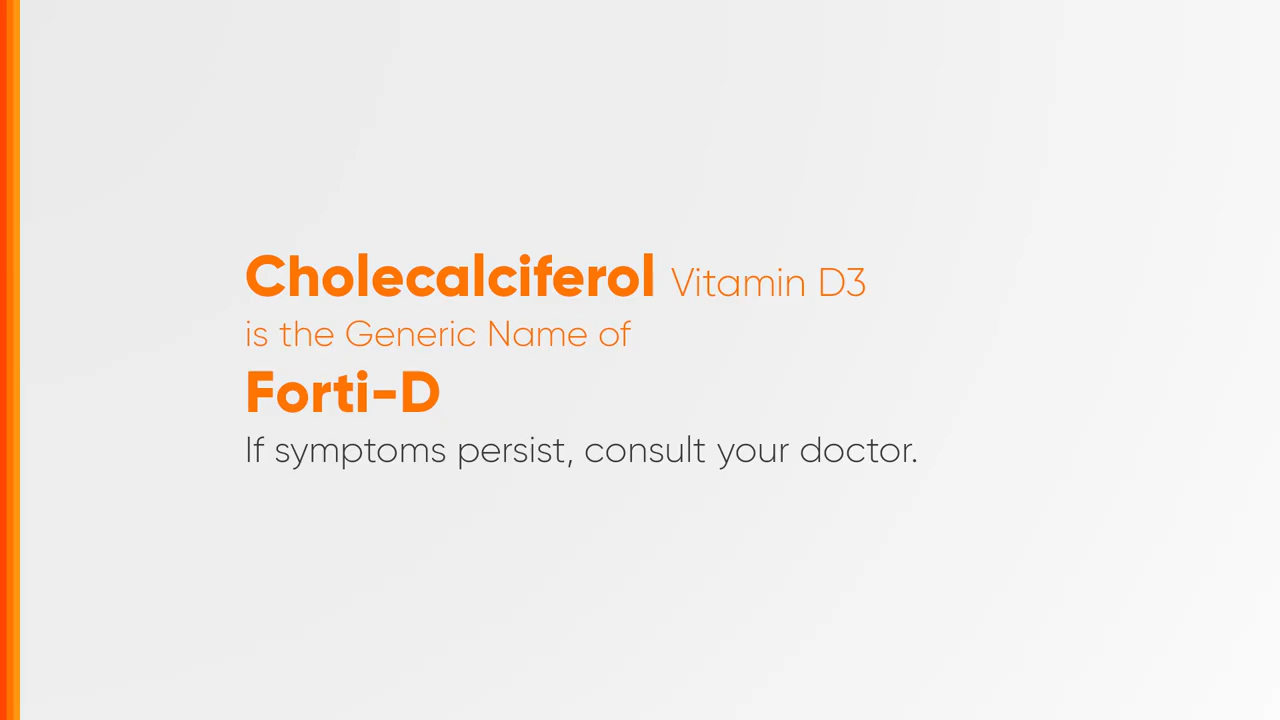 Cholecalciferol Vitamin D3
is the Generic Name of
Forti-D
If symptoms persist, consult your doctor.